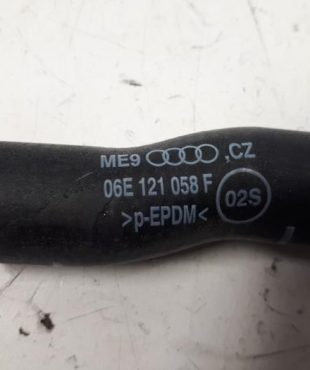 ME9 ,CZ
06E 121 058 F
>p-EPDM<
02S